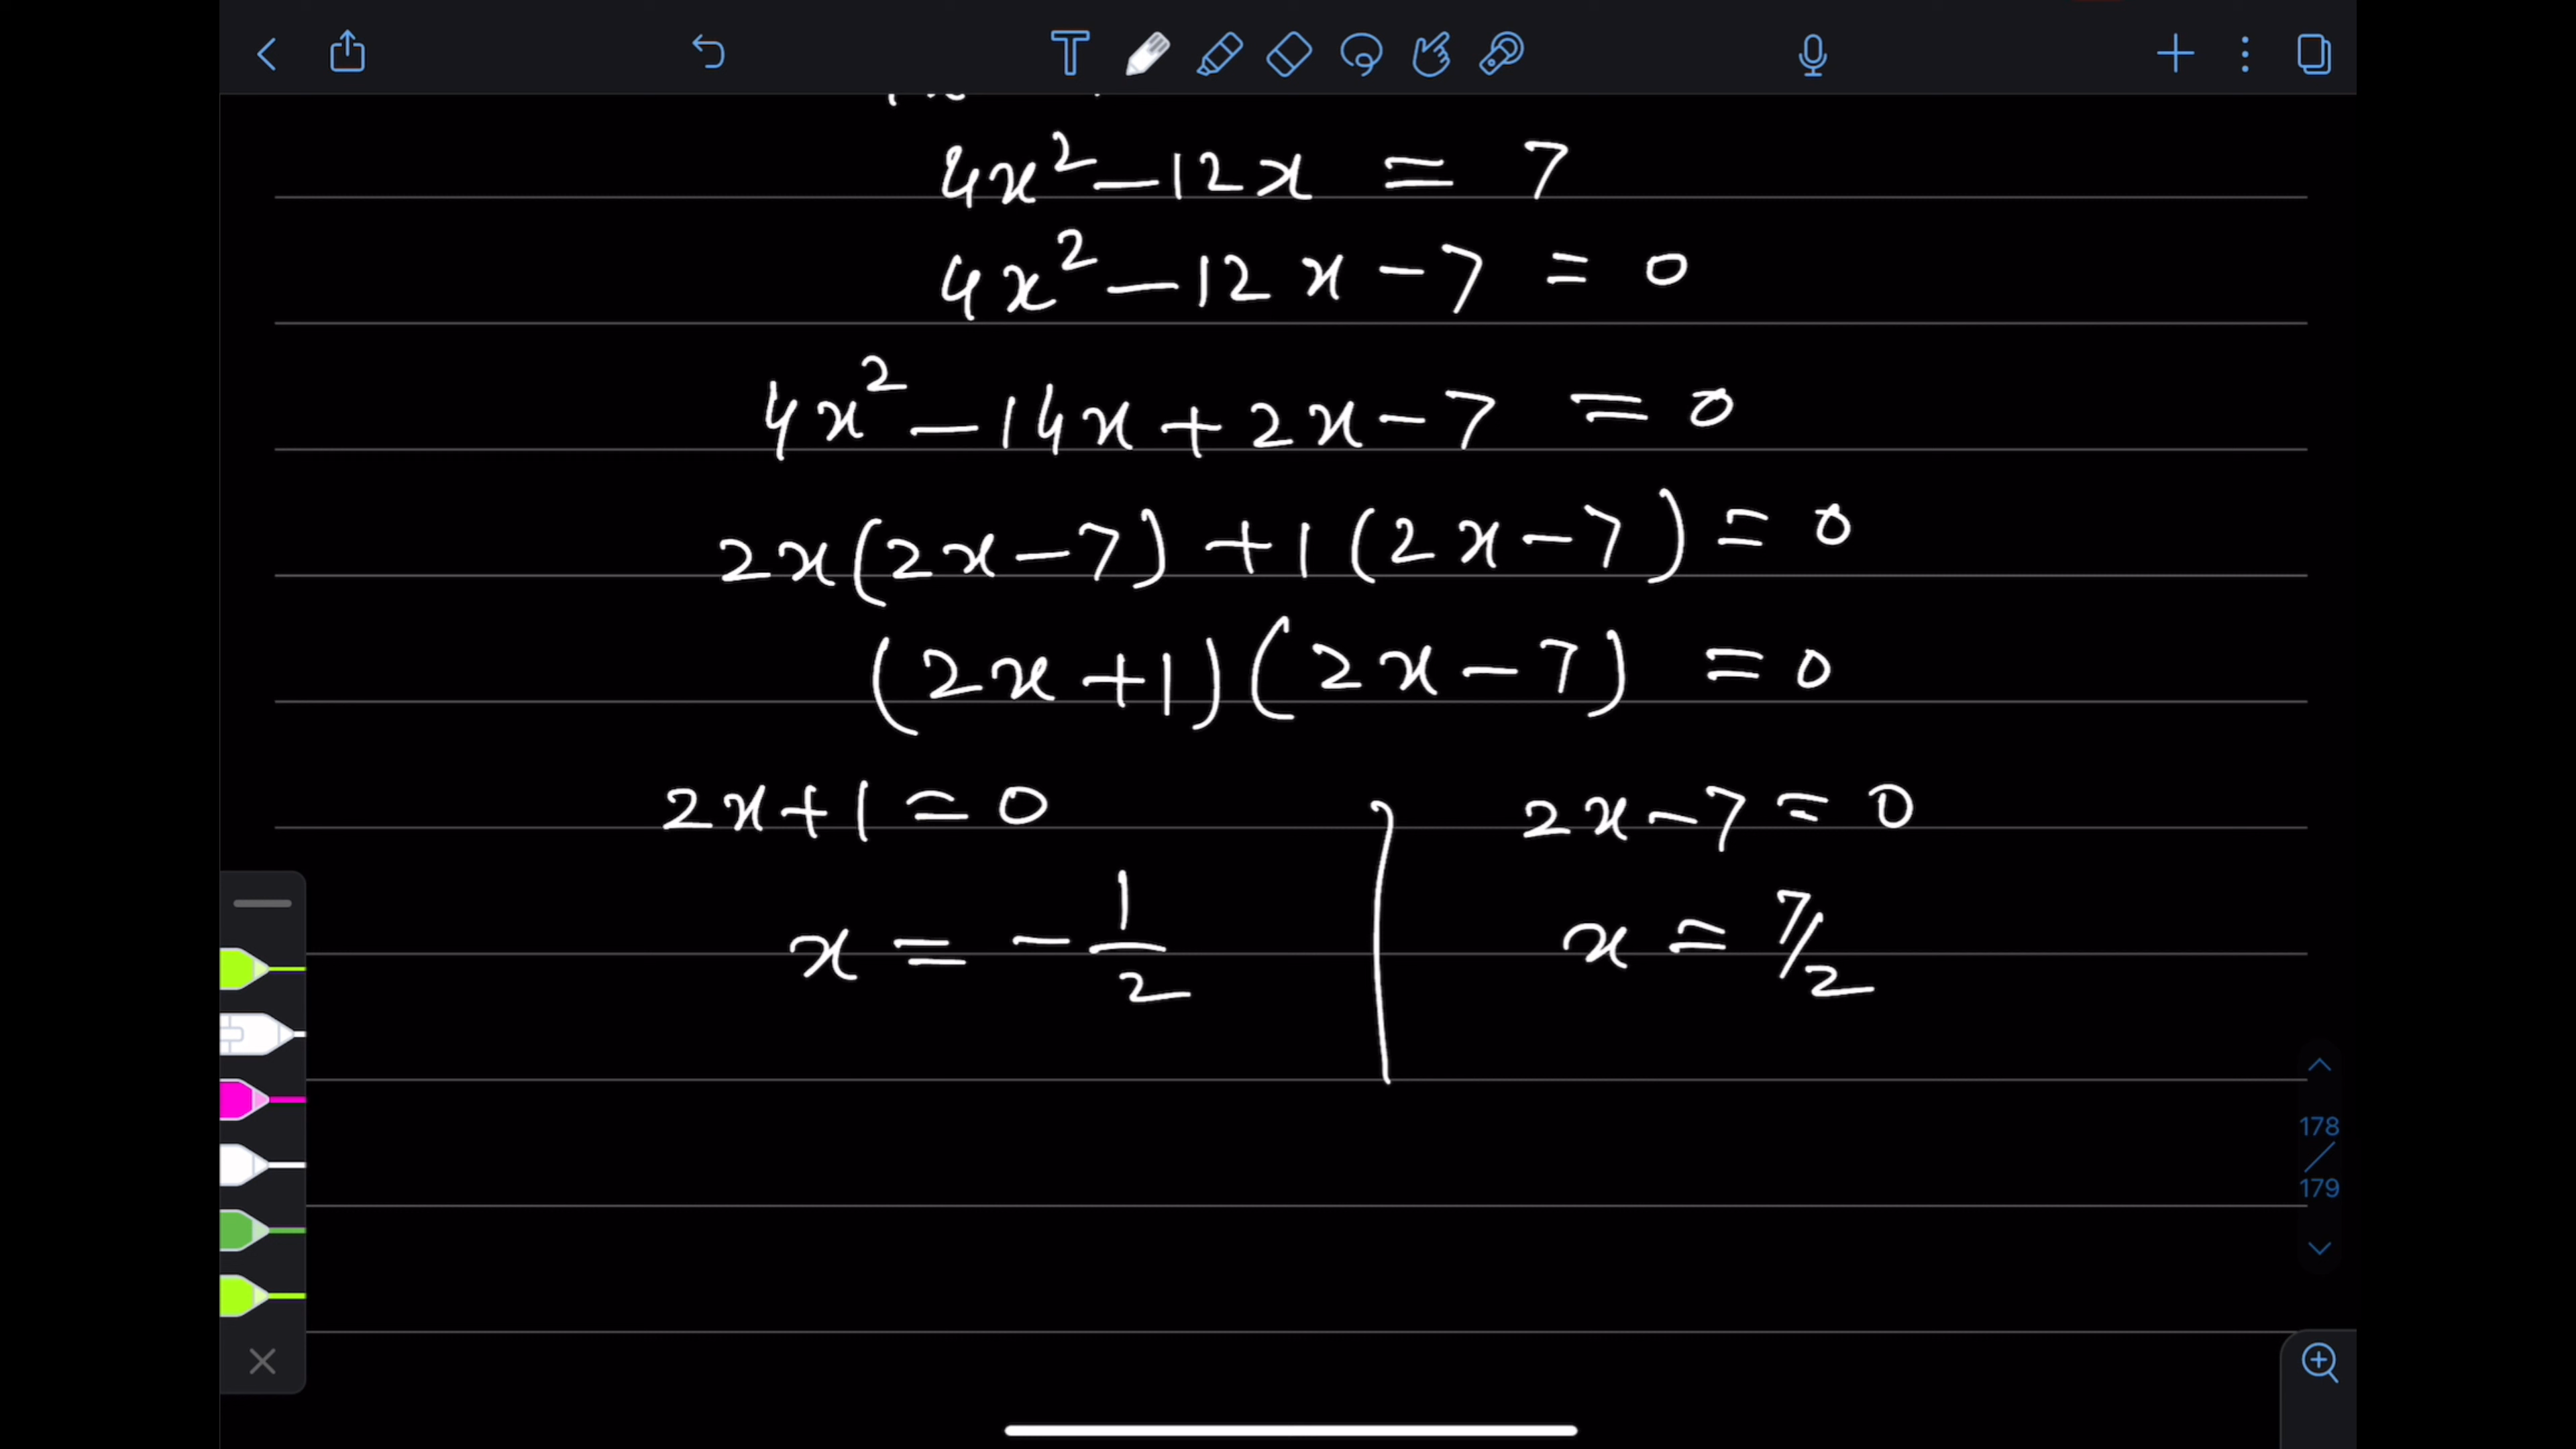 4x² - 12x = 7
4x² - 12x - 7 = 0
4x² - 14x + 2x - 7 = 0
2x(2x - 7) + 1(2x - 7) = 0
(2x + 1)(2x - 7) = 0
2x + 1 = 0
x = - 1/2
2x - 7 = 0
x = 7/2
178
/
179